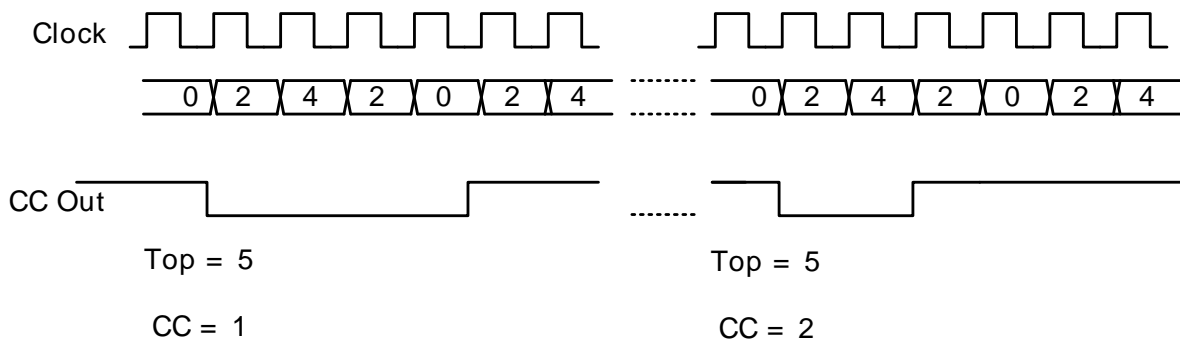 Clock
0 2 4 2 0 2 4 0 2 4 2 0 2 4
CC Out
Top = 5 Top = 5
CC = 1 CC = 2